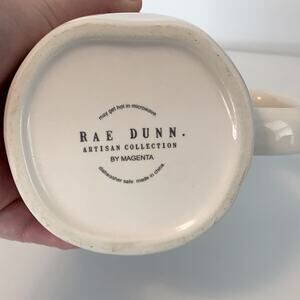 may get hot in microwave.
RAE DUNN.
ARTISAN COLLECTION
BY MAGENTA
dishwasher safe. made in china.